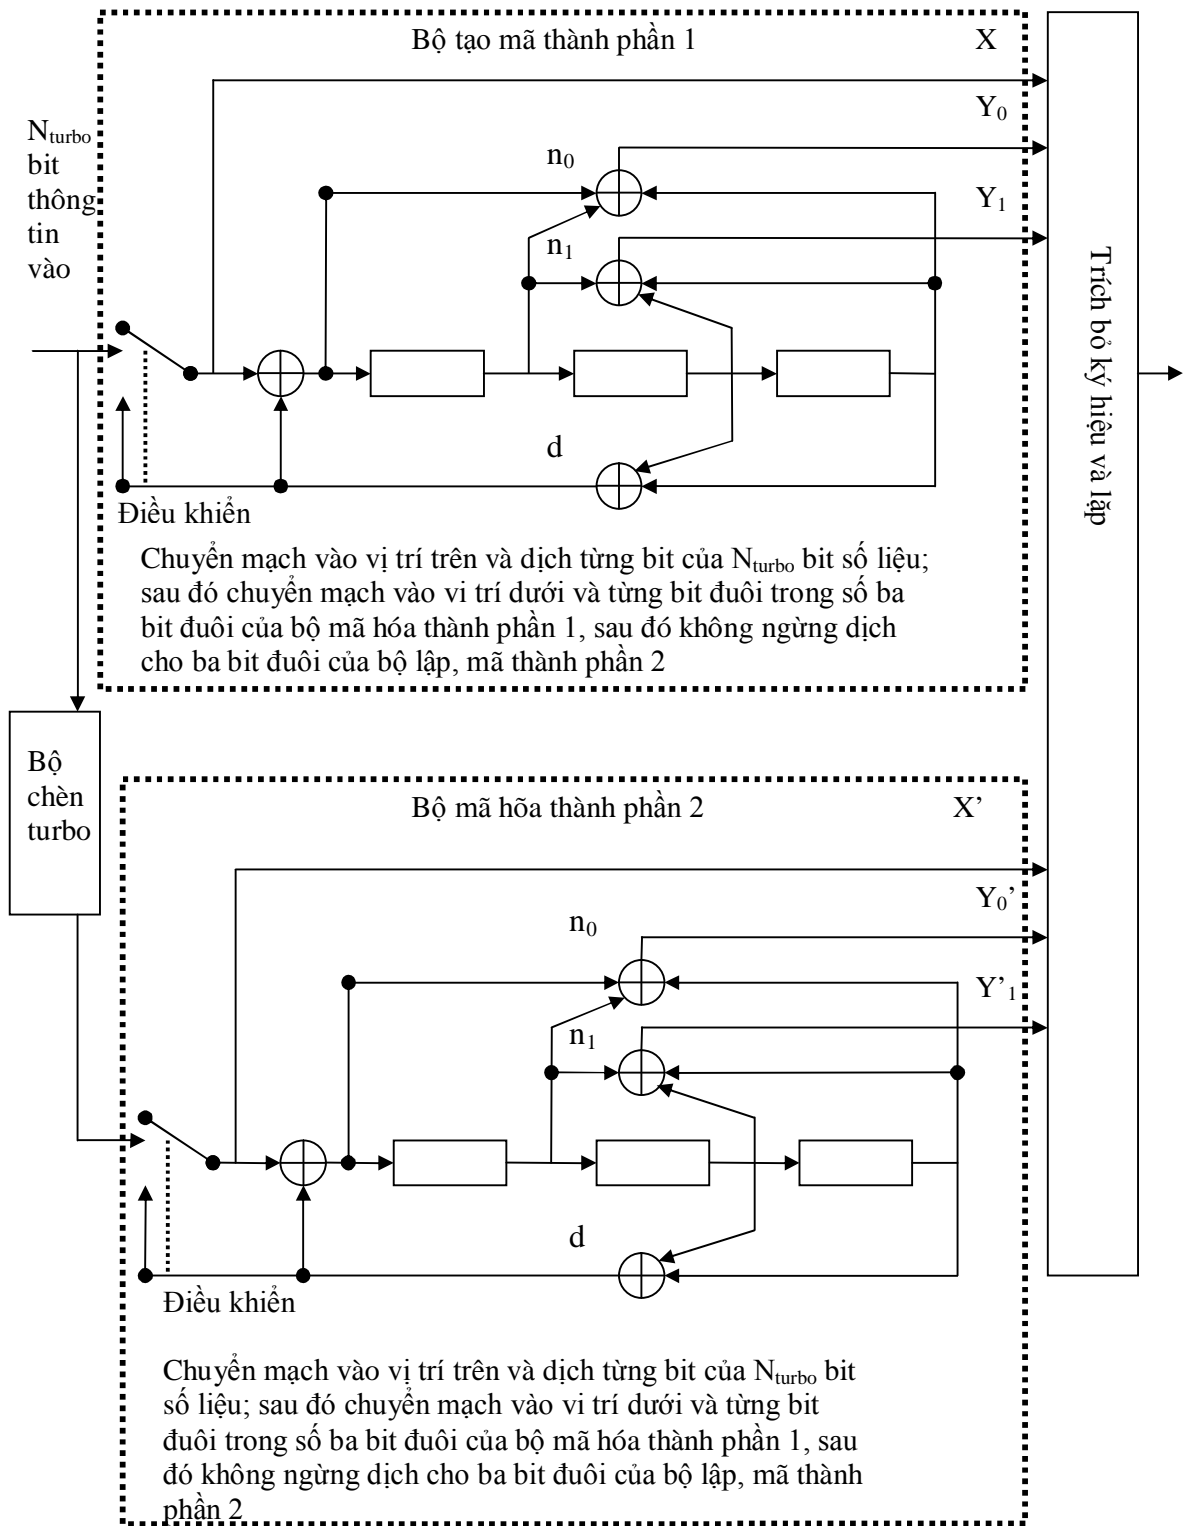 Bộ tạo mã thành phần 1
X
Y₀
N_turbo
bit
thông
tin
vào
n₀
Y₁
n₁
d
Điều khiển
Chuyển mạch vào vị trí trên và dịch từng bit của N_turbo bit số liệu;
sau đó chuyển mạch vào vi trí dưới và từng bit đuôi trong số ba
bit đuôi của bộ mã hóa thành phần 1, sau đó không ngừng dịch
cho ba bit đuôi của bộ lập, mã thành phần 2
Trích bỏ ký hiệu và lặp
Bộ
chèn
turbo
Bộ mã hõa thành phần 2
X’
Y₀’
n₀
Y’₁
n₁
d
Điều khiển
Chuyển mạch vào vị trí trên và dịch từng bit của N_turbo bit
số liệu; sau đó chuyển mạch vào vi trí dưới và từng bit
đuôi trong số ba bit đuôi của bộ mã hóa thành phần 1, sau
đó không ngừng dịch cho ba bit đuôi của bộ lập, mã thành
phần 2